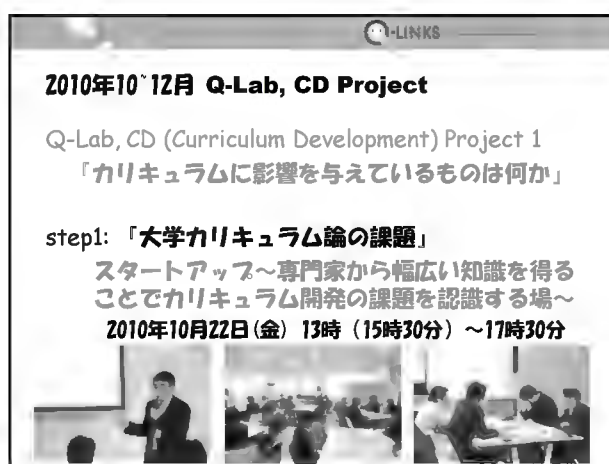 Q-LINKS
2010年10~12月 Q-Lab, CD Project
Q-Lab, CD (Curriculum Development) Project 1
『カリキュラムに影響を与えているものは何か』
step1: 『大学カリキュラム論の課題』
スタートアップ～専門家から幅広い知識を得る
ことでカリキュラム開発の課題を認識する場～
2010年10月22日(金) 13時（15時30分）～17時30分